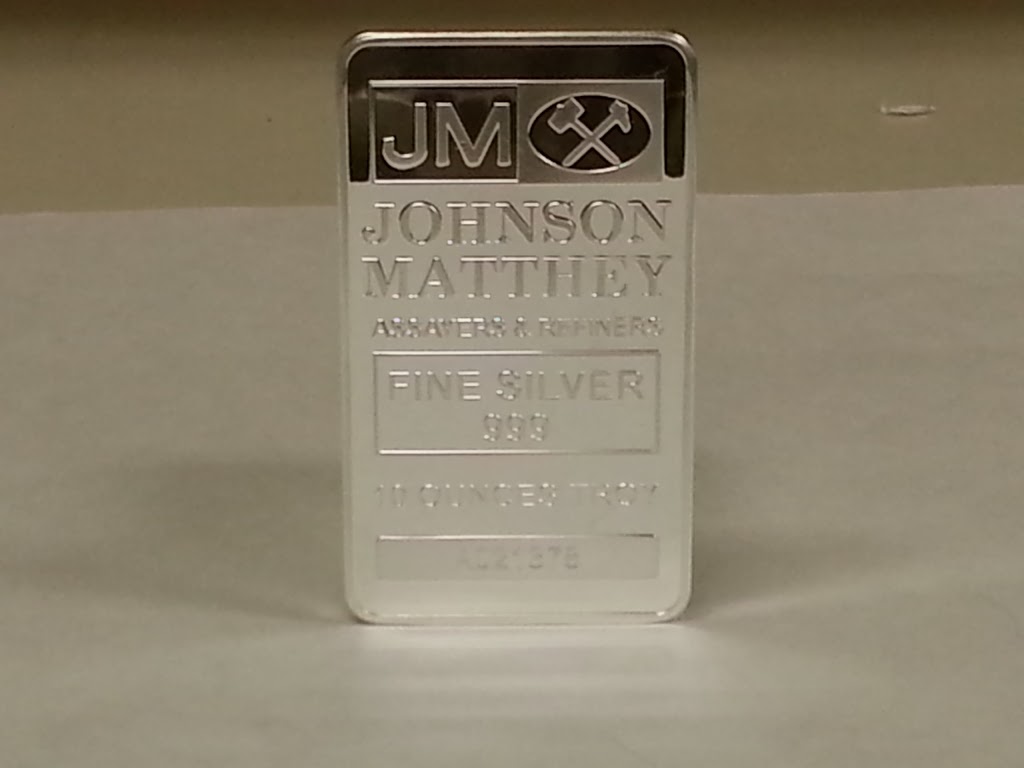 JM
JOHNSON
MATTHEY
ASSAYERS & REFINERS
FINE SILVER
999
10 OUNCES TROY